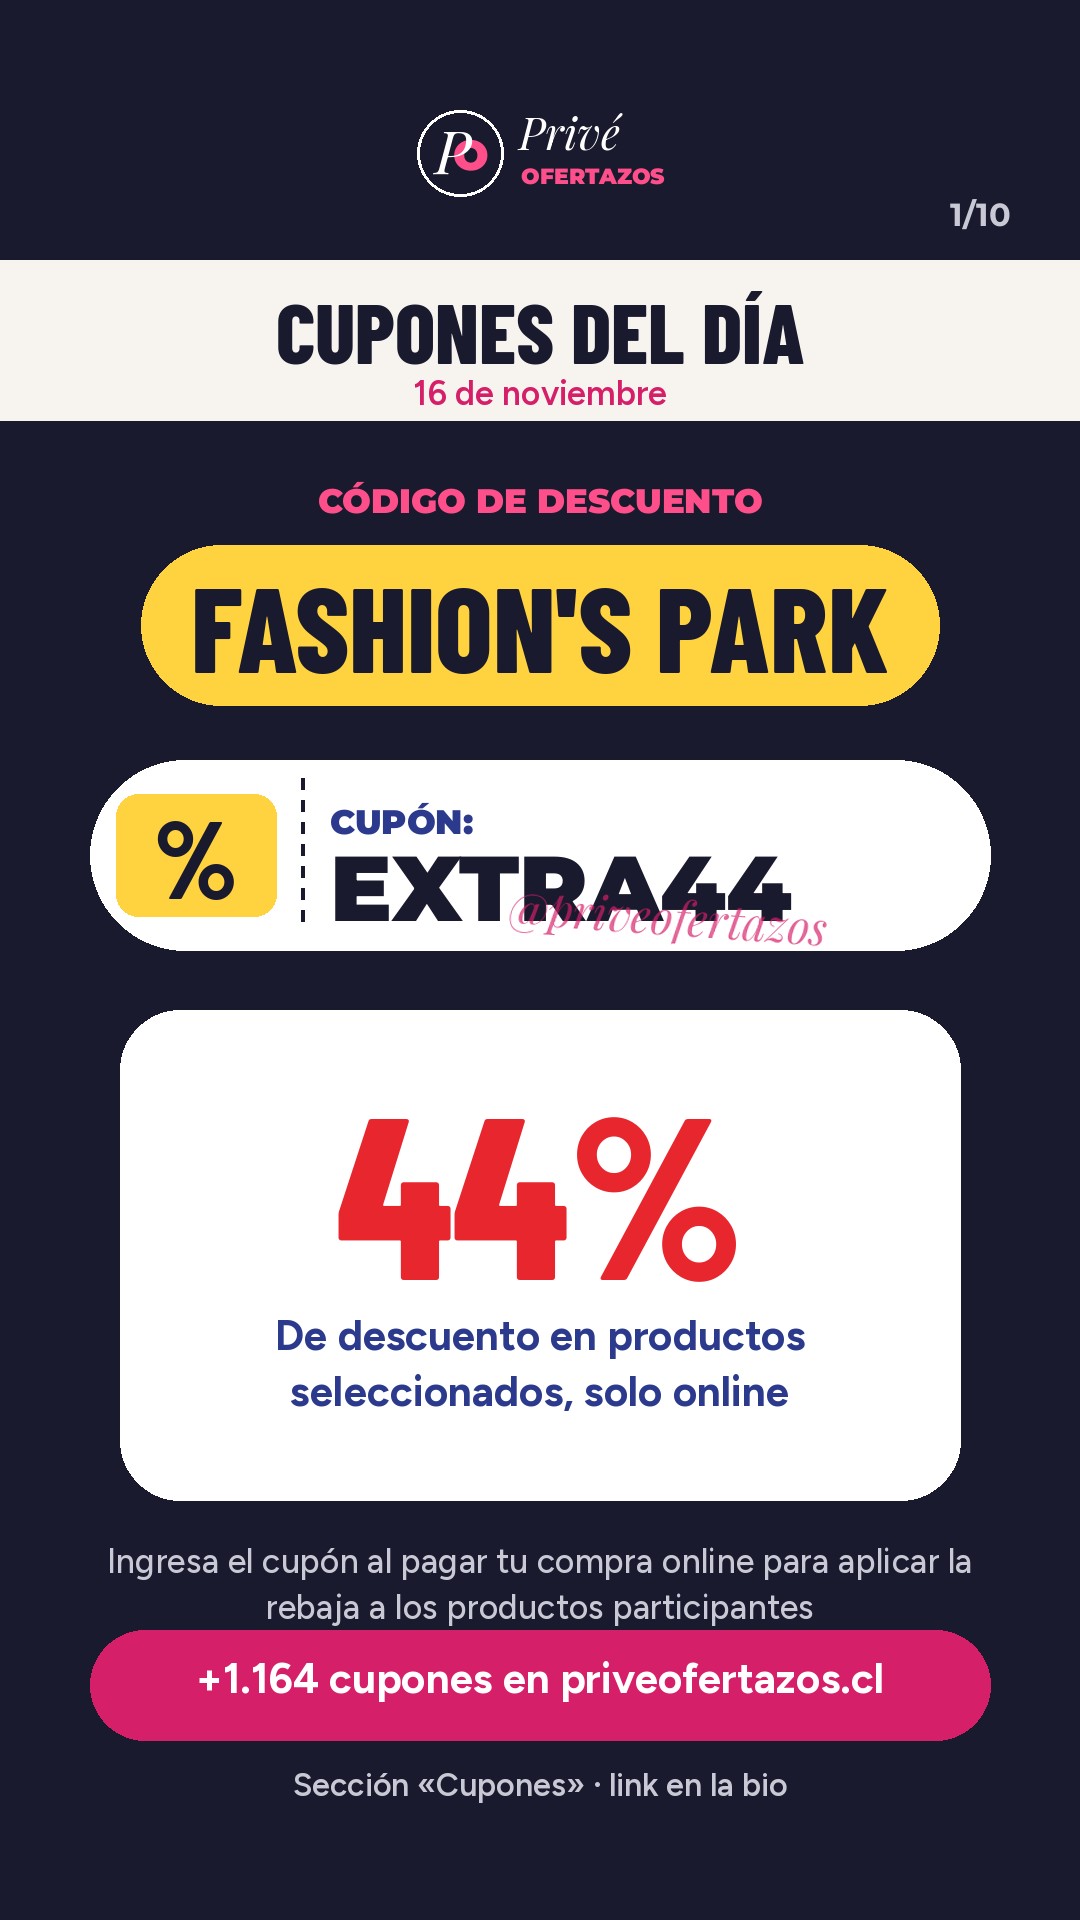 Po
Privé
OFERTAZOS
1/10
CUPONES DEL DÍA
16 de noviembre
CÓDIGO DE DESCUENTO
FASHION'S PARK
%
CUPÓN:
EXTRA44
@priveofertazos
44%
De descuento en productos
seleccionados, solo online
Ingresa el cupón al pagar tu compra online para aplicar la
rebaja a los productos participantes
+1.164 cupones en priveofertazos.cl
Sección «Cupones» · link en la bio